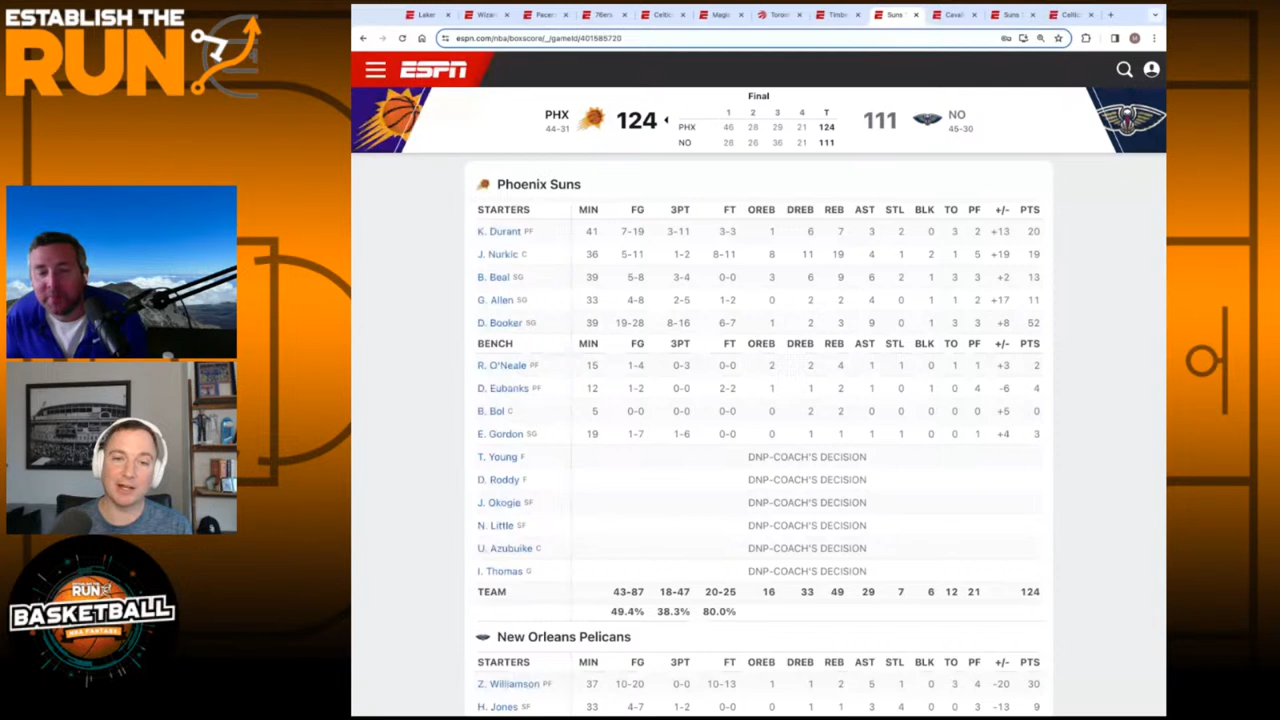 ESTABLISH THE
RUN
Laker
Wizar
Pacer
76ers
Celtic
Magic
Toron
Timbe
Suns
Cavali
Suns
Celtic
espn.com/nba/boxscore/_/gameId/401585720
ESPN
Final
PHX 124 111 NO
44-31 45-30
1 2 3 4 T
PHX 46 28 29 21 124
NO 28 26 36 21 111
Phoenix Suns
STARTERS MIN FG 3PT FT OREB DREB REB AST STL BLK TO PF +/- PTS
K. Durant PF 41 7-19 3-11 3-3 1 6 7 3 2 0 3 2 +13 20
J. Nurkic C 36 5-11 1-2 8-11 8 11 19 4 1 2 1 5 +19 19
B. Beal SG 39 5-8 3-4 0-0 3 6 9 6 2 1 3 3 +2 13
G. Allen SG 33 4-8 2-5 1-2 0 2 2 4 0 1 1 2 +17 11
D. Booker SG 39 19-28 8-16 6-7 1 2 3 9 0 1 3 3 +8 52
BENCH MIN FG 3PT FT OREB DREB REB AST STL BLK TO PF +/- PTS
R. O'Neale PF 15 1-4 0-3 0-0 2 2 4 1 1 0 1 1 +3 2
D. Eubanks PF 12 1-2 0-0 2-2 1 1 2 1 0 1 0 4 -6 4
B. Bol C 5 0-0 0-0 0-0 0 2 2 0 0 0 0 0 +5 0
E. Gordon SG 19 1-7 1-6 0-0 0 1 1 1 1 0 0 1 +4 3
T. Young F DNP-COACH'S DECISION
D. Roddy F DNP-COACH'S DECISION
J. Okogie SF DNP-COACH'S DECISION
N. Little SF DNP-COACH'S DECISION
U. Azubuike C DNP-COACH'S DECISION
I. Thomas G DNP-COACH'S DECISION
TEAM 43-87 18-47 20-25 16 33 49 29 7 6 12 21 124
49.4% 38.3% 80.0%
New Orleans Pelicans
STARTERS MIN FG 3PT FT OREB DREB REB AST STL BLK TO PF +/- PTS
Z. Williamson PF 37 10-20 0-0 10-13 1 1 2 5 1 0 3 4 -20 30
H. Jones SF 33 4-7 1-2 0-0 0 1 1 3 4 0 0 3 -13 9
ESTABLISH THE
RUN
BASKETBALL
NBA FANTASY